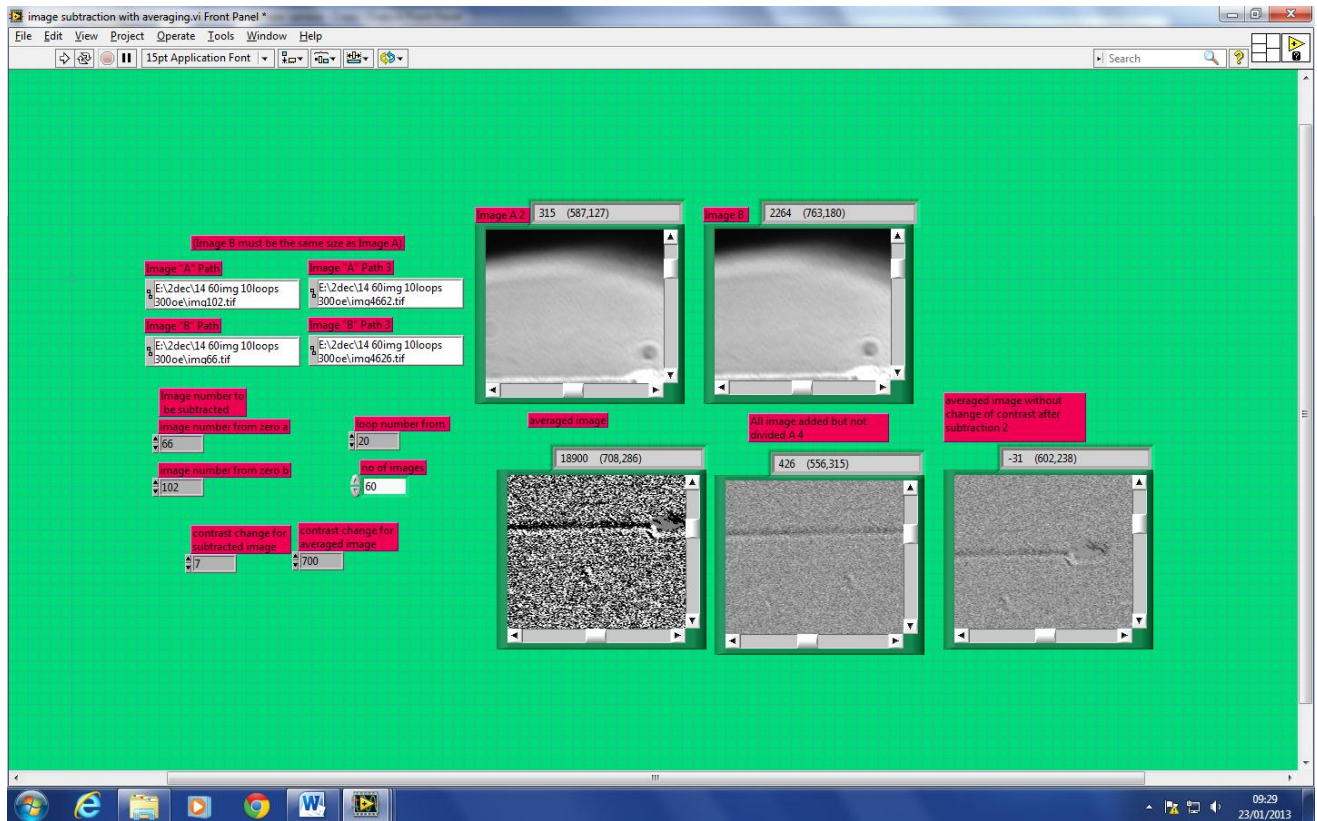 image subtraction with averaging.vi Front Panel *
File Edit View Project Operate Tools Window Help
15pt Application Font
Search
Image A 2
315 (587,127)
Image B
2264 (763,180)
(Image B must be the same size as Image A)
Image "A" Path
E:\2dec\14 60img 10loops
300oe\img102.tif
Image "A" Path 3
E:\2dec\14 60img 10loops
300oe\img4662.tif
Image "B" Path
E:\2dec\14 60img 10loops
300oe\img66.tif
Image "B" Path 3
E:\2dec\14 60img 10loops
300oe\img4626.tif
Image number to
be subtracted
image number from zero a
66
loop number from
20
image number from zero b
102
no of images
60
contrast change for
subtracted image
7
contrast change for
averaged image
700
averaged image
18900 (708,286)
All image added but not
divided A 4
426 (556,315)
averaged image without
change of contrast after
subtraction 2
-31 (602,238)
09:29
23/01/2013